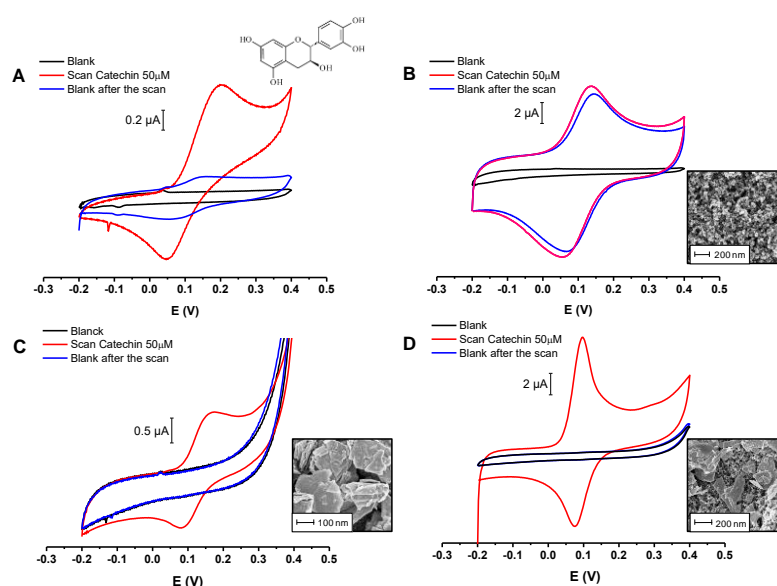 A
Blank
Scan Catechin 50µM
Blank after the scan
0.2 µA
HO
O
OH
OH
OH
OH
-0.3 -0.2 -0.1 0.0 0.1 0.2 0.3 0.4 0.5
E (V)
B
Blank
Scan Catechin 50µM
Blank after the scan
2 µA
200 nm
-0.3 -0.2 -0.1 0.0 0.1 0.2 0.3 0.4 0.5
E (V)
C
Blanck
Scan Catechin 50µM
Blank after the scan
0.5 µA
100 nm
-0.3 -0.2 -0.1 0.0 0.1 0.2 0.3 0.4 0.5
E (V)
D
Blank
Scan Catechin 50µM
Blank after the scan
2 µA
200 nm
-0.3 -0.2 -0.1 0.0 0.1 0.2 0.3 0.4 0.5
E (V)